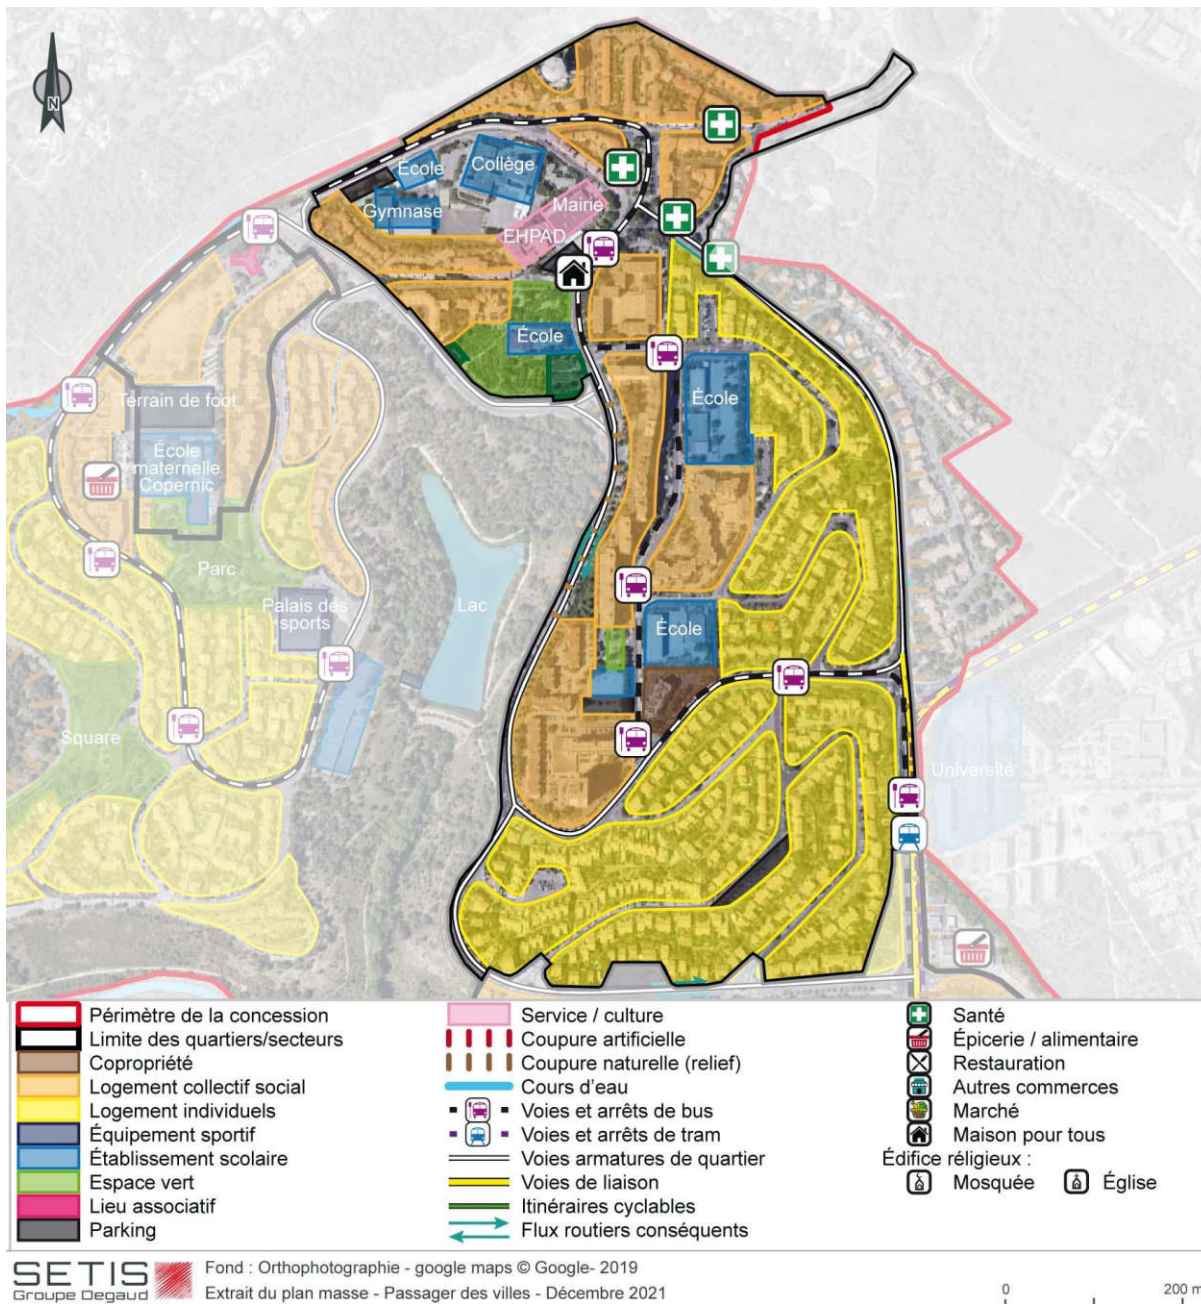 N
École
Collège
Gymnase
Mairie
EHPAD
École
Terrain de foot
École
maternelle
Copernic
École
Parc
Palais des
sports
Lac
École
Square
Université
Périmètre de la concession
Limite des quartiers/secteurs
Copropriété
Logement collectif social
Logement individuels
Équipement sportif
Établissement scolaire
Espace vert
Lieu associatif
Parking
Service / culture
Coupure artificielle
Coupure naturelle (relief)
Cours d'eau
Voies et arrêts de bus
Voies et arrêts de tram
Voies armatures de quartier
Voies de liaison
Itinéraires cyclables
Flux routiers conséquents
Santé
Épicerie / alimentaire
Restauration
Autres commerces
Marché
Maison pour tous
Édifice réligieux :
Mosquée
Église
SETIS
Groupe Degaud
Fond : Orthophotographie - google maps © Google- 2019
Extrait du plan masse - Passager des villes - Décembre 2021
0
200 m